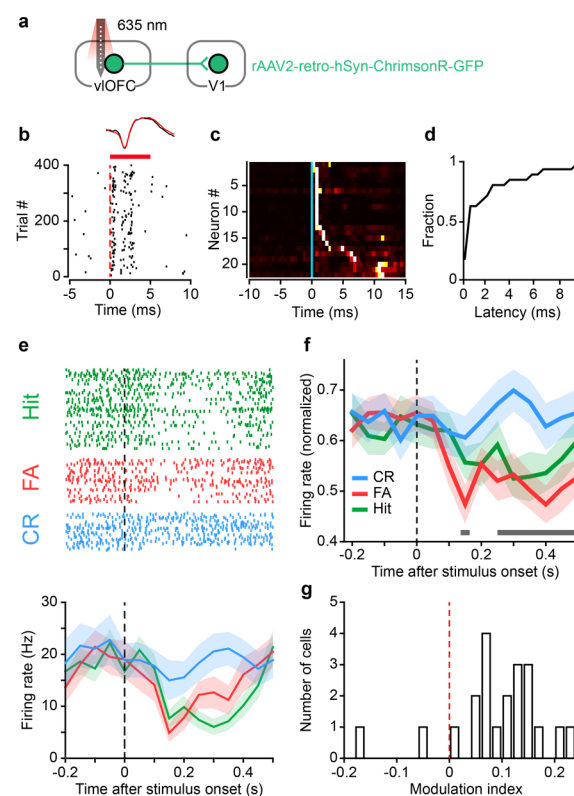 a
635 nm
vlOFC
V1
rAAV2-retro-hSyn-ChrimsonR-GFP
b
Trial #
400
200
0
-5
0
5
10
Time (ms)
c
Neuron #
5
10
15
20
-10
-5
0
5
10
15
Time (ms)
d
Fraction
1
0.5
0
0
2
4
6
8
Latency (ms)
e
Hit
FA
CR
Firing rate (Hz)
30
20
10
0
-0.2
0
0.2
0.4
Time after stimulus onset (s)
f
Firing rate (normalized)
0.7
0.6
0.5
0.4
CR
FA
Hit
-0.2
0
0.2
0.4
Time after stimulus onset (s)
g
Number of cells
5
4
3
2
1
0
-0.2
-0.1
0
0.1
0.2
Modulation index